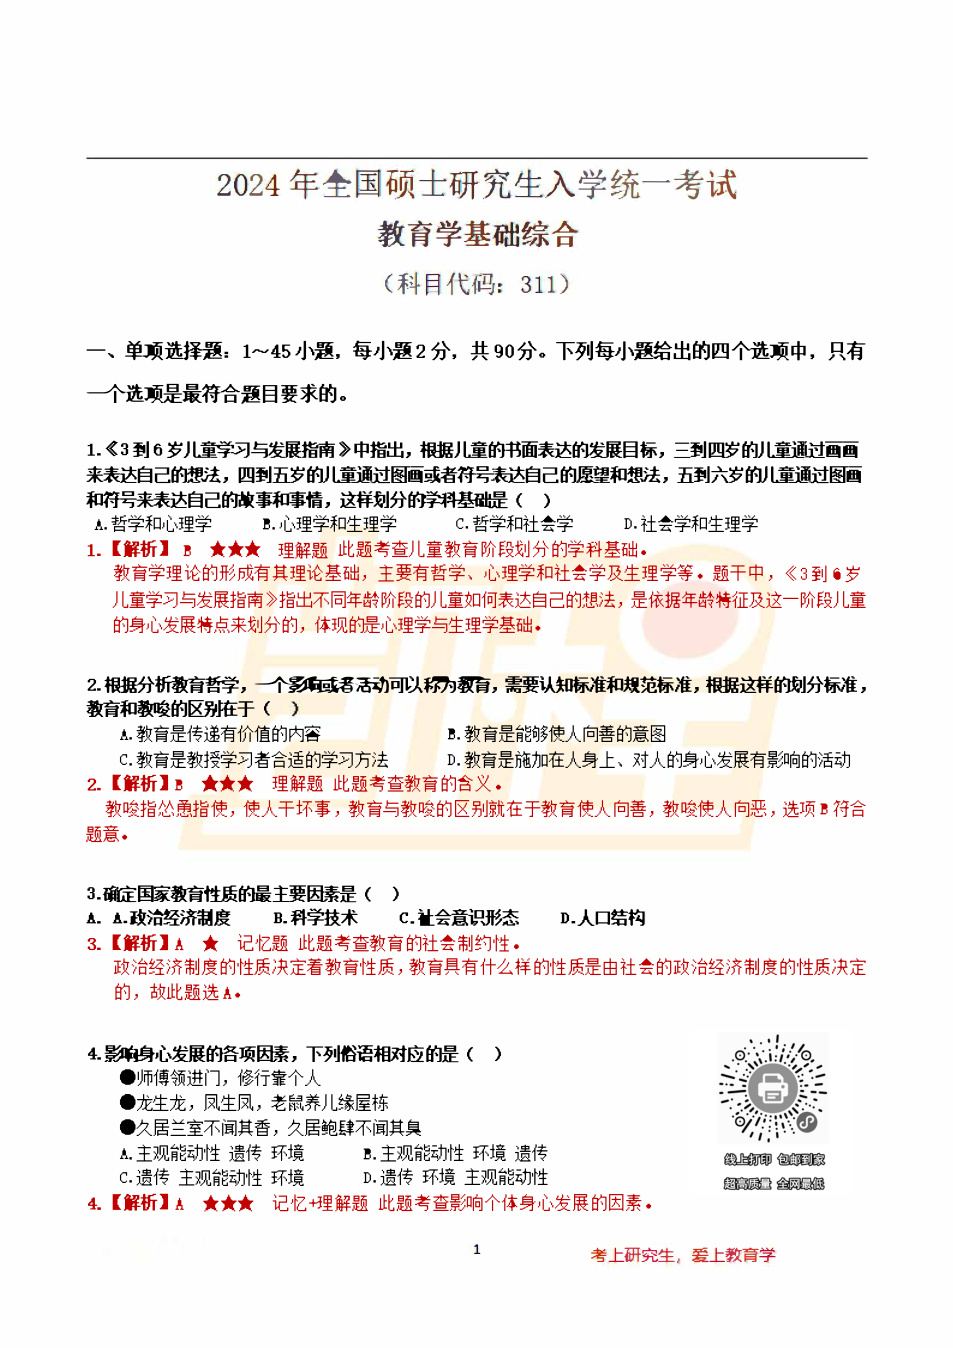 2024 年全国硕士研究生入学统一考试
教育学基础综合
（科目代码：311）
一、单项选择题：1～45 小题，每小题 2 分，共 90 分。下列每小题给出的四个选项中，只有
一个选项是最符合题目要求的。
1.《3 到 6 岁儿童学习与发展指南》中指出，根据儿童的书面表达的发展目标，三到四岁的儿童通过画画
来表达自己的想法，四到五岁的儿童通过图画或者符号表达自己的愿望和想法，五到六岁的儿童通过图画
和符号来表达自己的故事和事情，这样划分的学科基础是（ ）
A.哲学和心理学 B.心理学和生理学 C.哲学和社会学 D.社会学和生理学
1.【解析】 B ★★★ 理解题 此题考查儿童教育阶段划分的学科基础。
教育学理论的形成有其理论基础，主要有哲学、心理学和社会学及生理学等。题干中，《3 到 6 岁
儿童学习与发展指南》指出不同年龄阶段的儿童如何表达自己的想法，是依据年龄特征及这一阶段儿童
的身心发展特点来划分的，体现的是心理学与生理学基础。
2.根据分析教育哲学，一个影响或者活动可以称为教育，需要认知标准和规范标准，根据这样的划分标准，
教育和教唆的区别在于（ ）
A.教育是传递有价值的内容 B.教育是能够使人向善的意图
C.教育是教授学习者合适的学习方法 D.教育是施加在人身上、对人的身心发展有影响的活动
2.【解析】B ★★★ 理解题 此题考查教育的含义。
教唆指怂恿指使，使人干坏事，教育与教唆的区别就在于教育使人向善，教唆使人向恶，选项 B 符合
题意。
3.确定国家教育性质的最主要因素是（ ）
A. A.政治经济制度 B.科学技术 C.社会意识形态 D.人口结构
3.【解析】A ★ 记忆题 此题考查教育的社会制约性。
政治经济制度的性质决定着教育性质，教育具有什么样的性质是由社会的政治经济制度的性质决定
的，故此题选 A。
4.影响身心发展的各项因素，下列俗语相对应的是（ ）
●师傅领进门，修行靠个人
●龙生龙，凤生凤，老鼠养儿缘屋栋
●久居兰室不闻其香，久居鲍肆不闻其臭
A.主观能动性 遗传 环境 B.主观能动性 环境 遗传
C.遗传 主观能动性 环境 D.遗传 环境 主观能动性
线上打印 包邮到家
超高质量 全网最低
4.【解析】A ★★★ 记忆+理解题 此题考查影响个体身心发展的因素。
1
考上研究生，爱上教育学